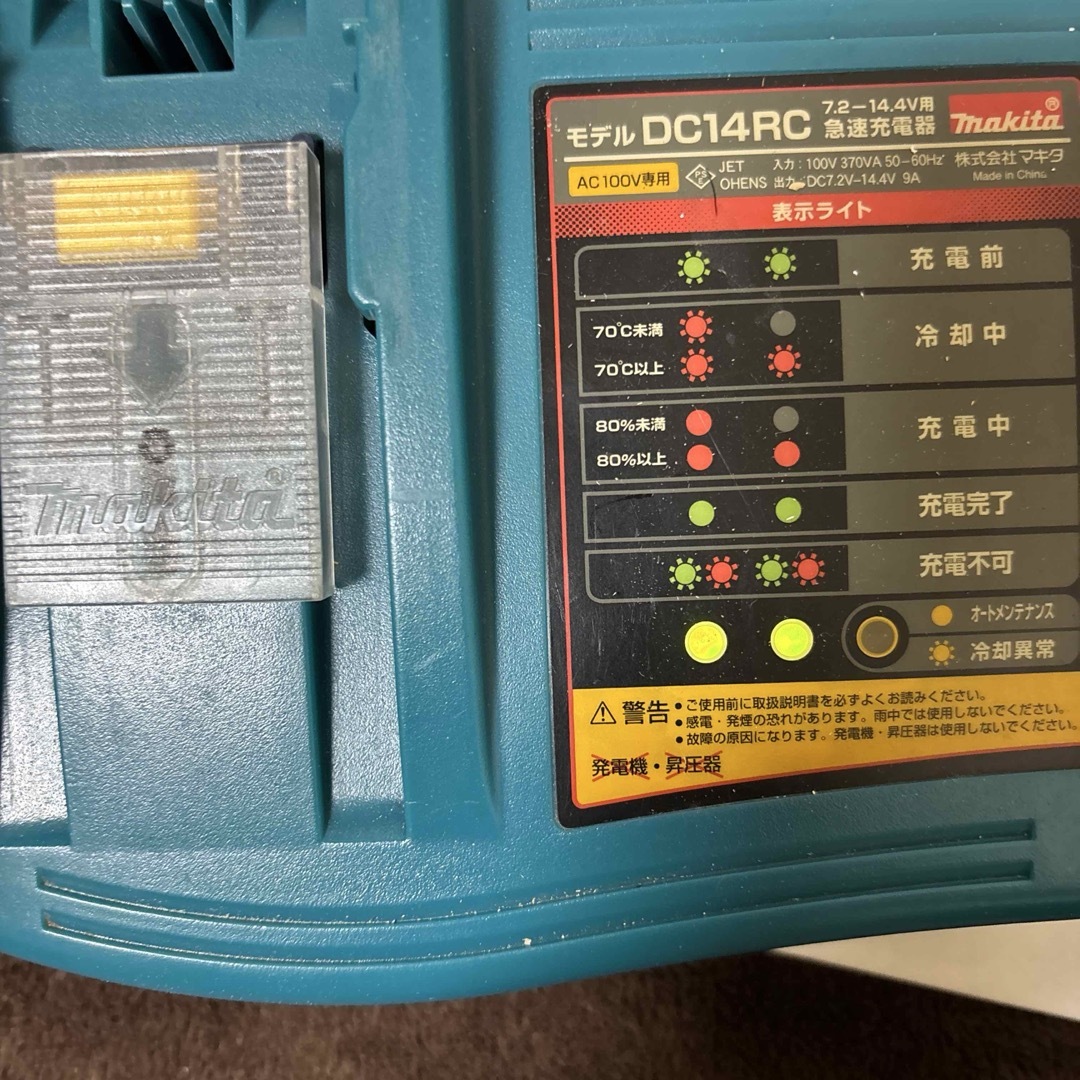 モデル DC14RC 7.2-14.4V用 急速充電器 makita®
AC100V専用 PSE JET OHENS 入力:100V 370VA 50-60Hz 出力:DC7.2V-14.4V 9A 株式会社マキタ Made in China
表示ライト
充電前
70℃未満
70℃以上
冷却中
80%未満
80%以上
充電中
充電完了
充電不可
オートメンテナンス
冷却異常
警告
●ご使用前に取扱説明書を必ずよくお読みください。
●感電・発煙の恐れがあります。雨中では使用しないでください。
●故障の原因になります。発電機・昇圧器は使用しないでください。
発電機・昇圧器
makita®